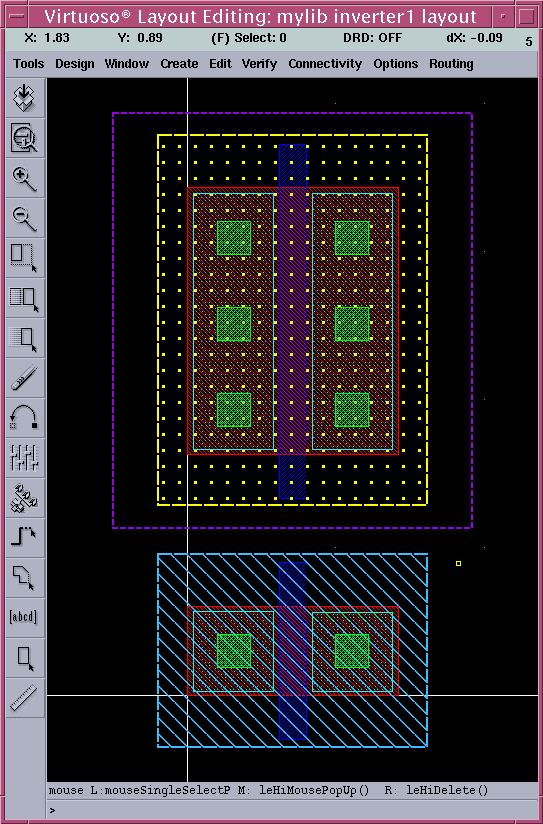 Virtuoso® Layout Editing: mylib inverter1 layout
X: 1.83 Y: 0.89 (F) Select: 0 DRD: OFF dX: -0.09 5
Tools Design Window Create Edit Verify Connectivity Options Routing
[abcd]
mouse L:mouseSingleSelectP M: leHiMousePopUp() R: leHiDelete()
>